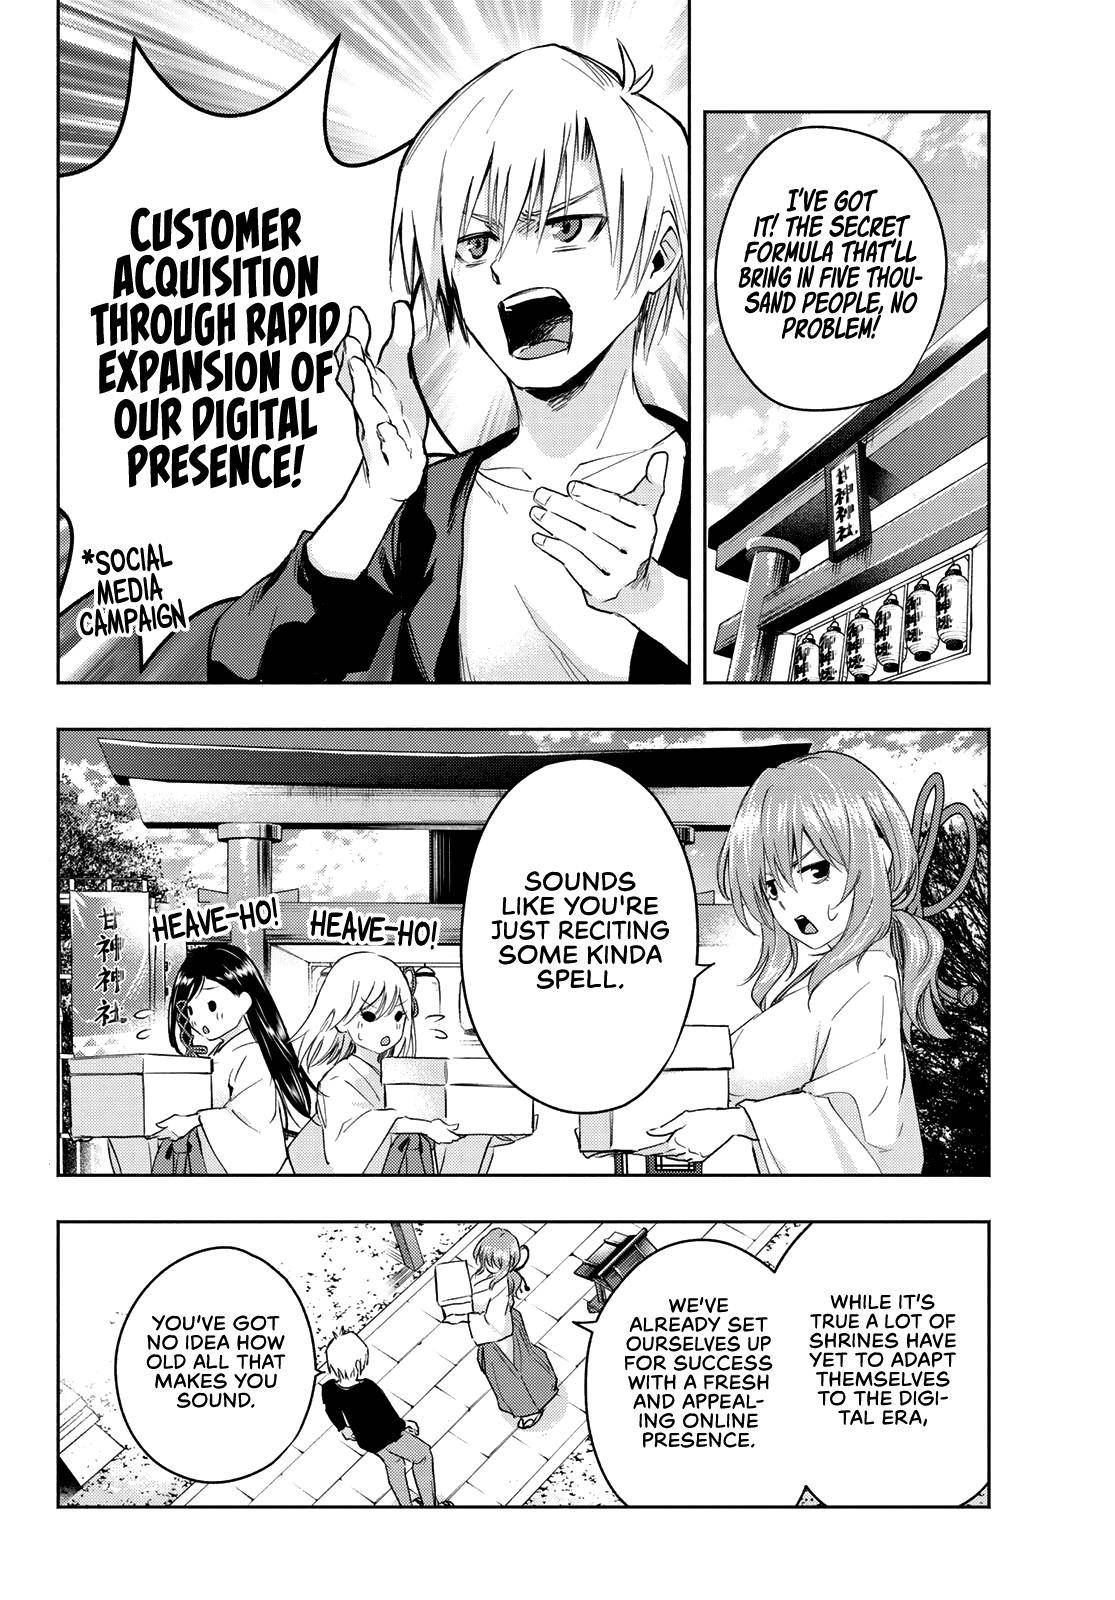 I'VE GOT
IT! THE SECRET
FORMULA THAT'LL
BRING IN FIVE THOU-
SAND PEOPLE, NO
PROBLEM!
甘神神社
CUSTOMER
ACQUISITION
THROUGH RAPID
EXPANSION OF
OUR DIGITAL
PRESENCE!
*SOCIAL
MEDIA
CAMPAIGN
SOUNDS
LIKE YOU'RE
JUST RECITING
SOME KINDA
SPELL.
HEAVE-HO!
HEAVE-HO!
甘神神社
WHILE IT'S
TRUE A LOT OF
SHRINES HAVE
YET TO ADAPT
THEMSELVES
TO THE DIGI-
TAL ERA,
WE'VE
ALREADY SET
OURSELVES UP
FOR SUCCESS
WITH A FRESH
AND APPEAL-
ING ONLINE
PRESENCE.
YOU'VE GOT
NO IDEA HOW
OLD ALL THAT
MAKES YOU
SOUND.